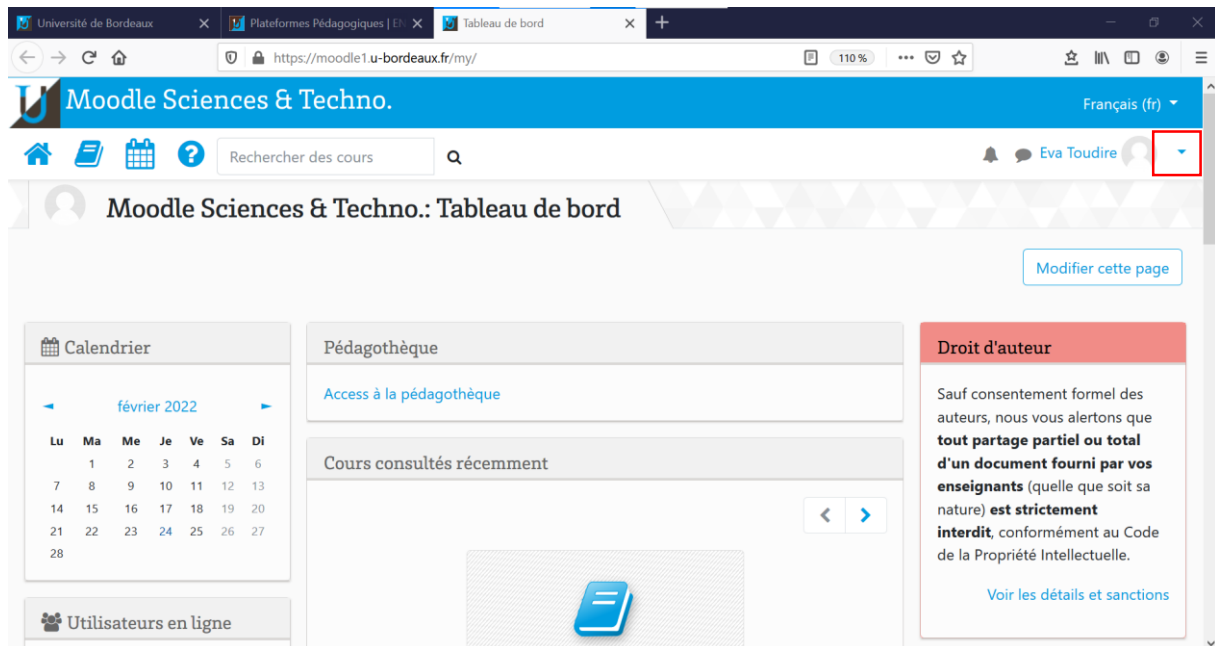 Université de Bordeaux
Plateformes Pédagogiques | EN
Tableau de bord
https://moodle1.u-bordeaux.fr/my/
110 %
Moodle Sciences & Techno.
Français (fr)
Rechercher des cours
Eva Toudire
Moodle Sciences & Techno.: Tableau de bord
Modifier cette page
Calendrier
février 2022
Lu Ma Me Je Ve Sa Di
1 2 3 4 5 6
7 8 9 10 11 12 13
14 15 16 17 18 19 20
21 22 23 24 25 26 27
28
Utilisateurs en ligne
Pédagothèque
Access à la pédagothèque
Cours consultés récemment
Droit d'auteur
Sauf consentement formel des
auteurs, nous vous alertons que
tout partage partiel ou total
d'un document fourni par vos
enseignants (quelle que soit sa
nature) est strictement
interdit, conformément au Code
de la Propriété Intellectuelle.
Voir les détails et sanctions